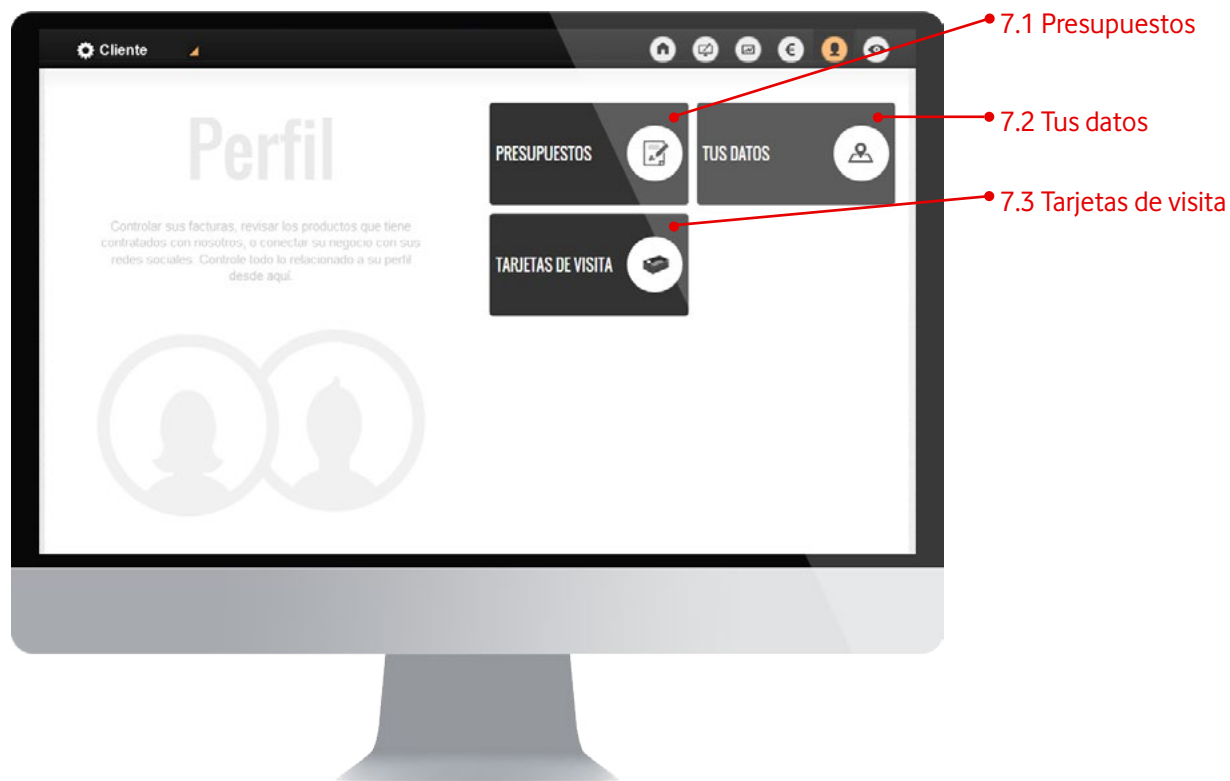 7.1 Presupuestos
Cliente
Perfil
PRESUPUESTOS
TUS DATOS
7.2 Tus datos
Controlar sus facturas, revisar los productos que tiene
contratados con nosotros, o conectar su negocio con sus
redes sociales. Controle todo lo relacionado a su perfil
desde aquí.
TARJETAS DE VISITA
7.3 Tarjetas de visita